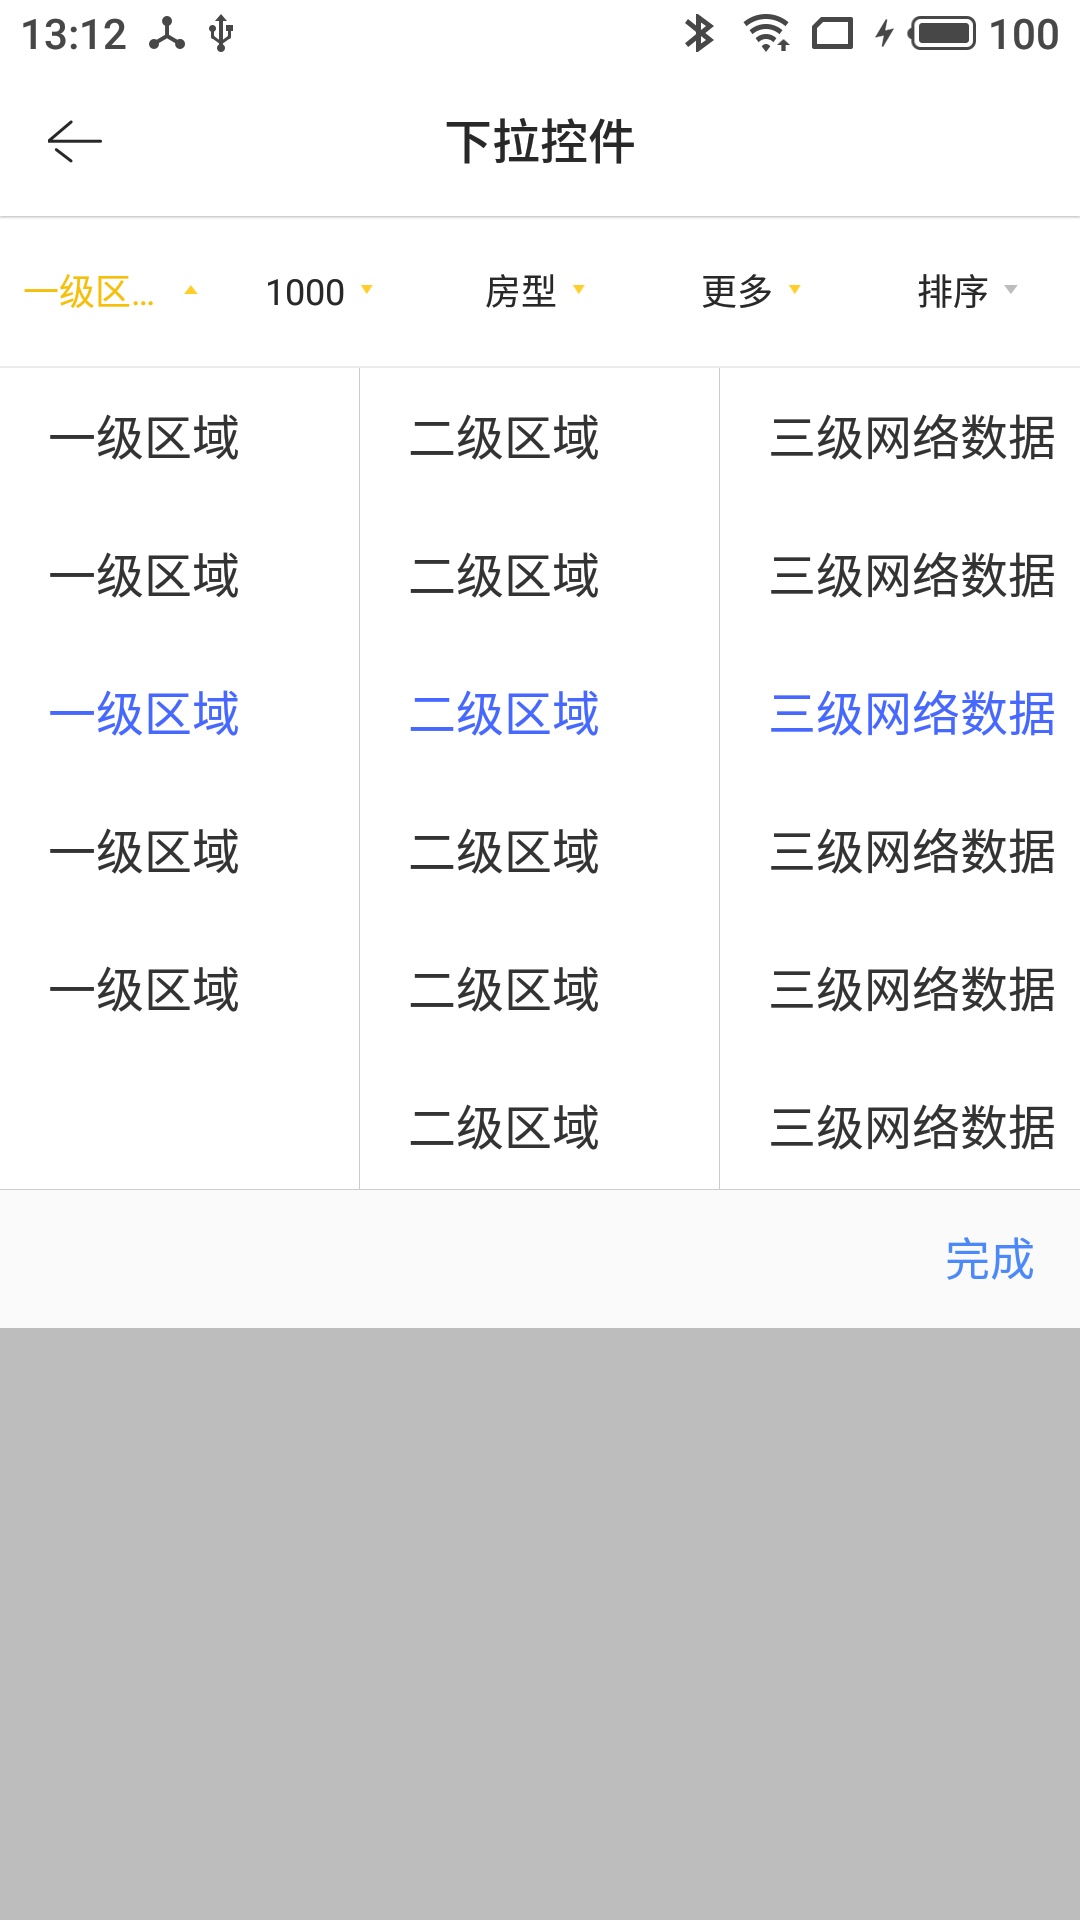 13:12 100
下拉控件
一级区... 1000 房型 更多 排序
一级区域 二级区域 三级网络数据
一级区域 二级区域 三级网络数据
一级区域 二级区域 三级网络数据
一级区域 二级区域 三级网络数据
一级区域 二级区域 三级网络数据
二级区域 三级网络数据
完成